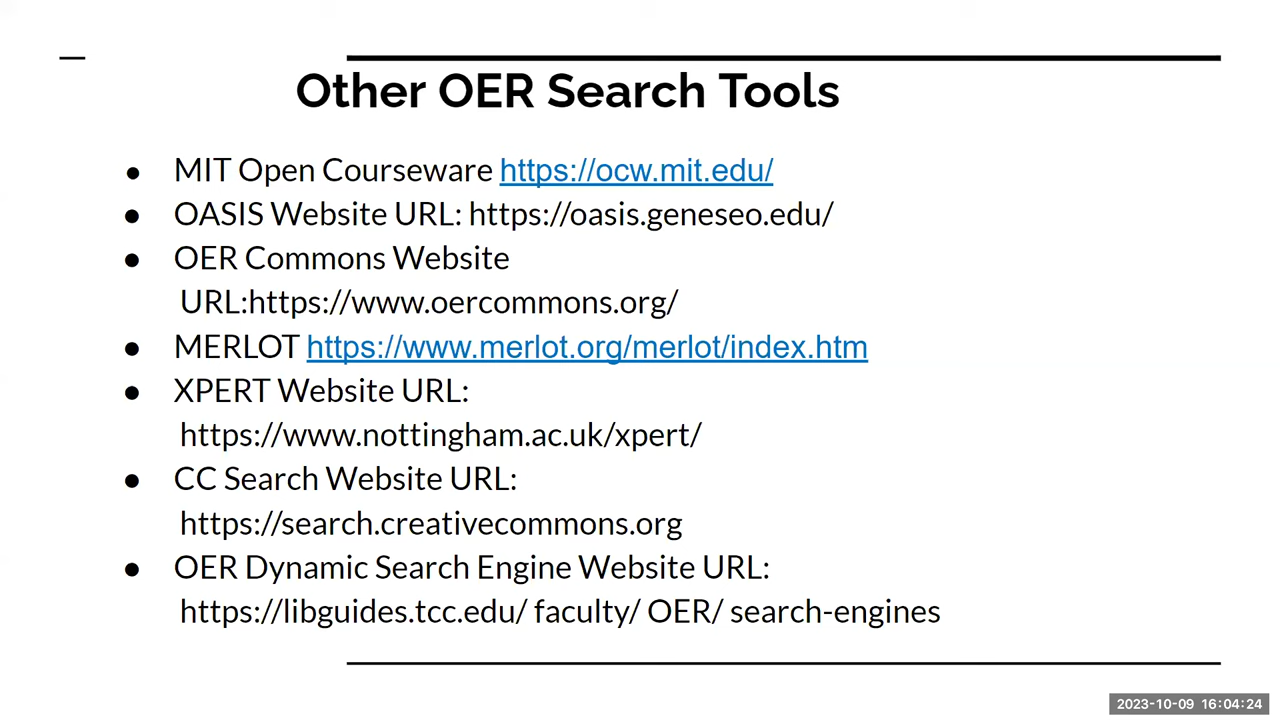 Other OER Search Tools
● MIT Open Courseware https://ocw.mit.edu/
● OASIS Website URL: https://oasis.geneseo.edu/
● OER Commons Website
URL:https://www.oercommons.org/
● MERLOT https://www.merlot.org/merlot/index.htm
● XPERT Website URL:
https://www.nottingham.ac.uk/xpert/
● CC Search Website URL:
https://search.creativecommons.org
● OER Dynamic Search Engine Website URL:
https://libguides.tcc.edu/ faculty/ OER/ search-engines
2023-10-09 16:04:24